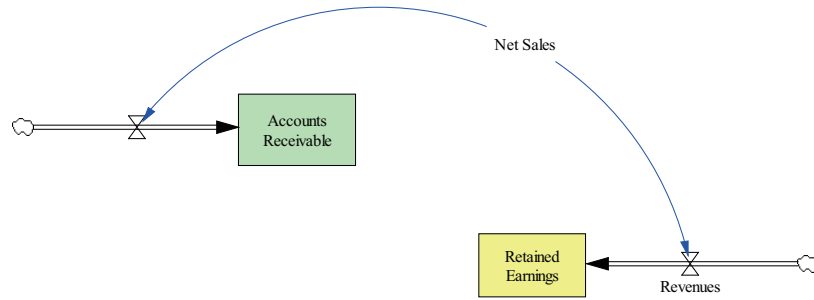 Net Sales
Accounts
Receivable
Retained
Earnings
Revenues